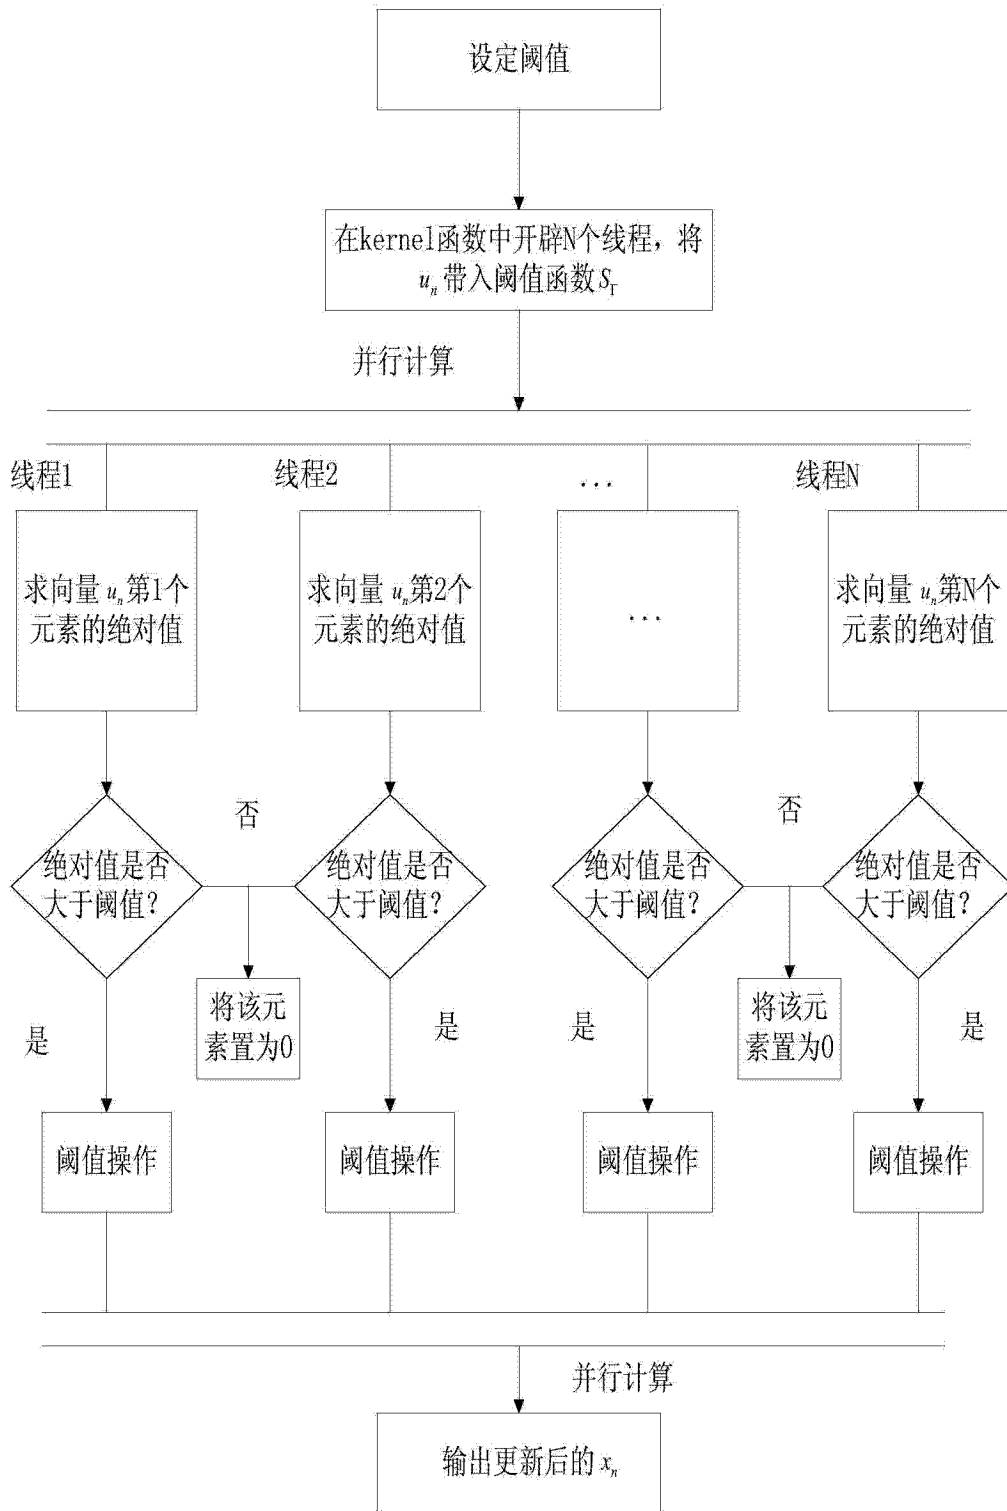 设定阈值
在kernel函数中开辟N个线程，将
uₙ带入阈值函数S_T
并行计算
线程1
线程2
...
线程N
求向量uₙ第1个
元素的绝对值
求向量uₙ第2个
元素的绝对值
...
求向量uₙ第N个
元素的绝对值
否
否
绝对值是否
大于阈值?
绝对值是否
大于阈值?
绝对值是否
大于阈值?
绝对值是否
大于阈值?
将该元
素置为0
将该元
素置为0
是
是
是
是
阈值操作
阈值操作
阈值操作
阈值操作
并行计算
输出更新后的xₙ